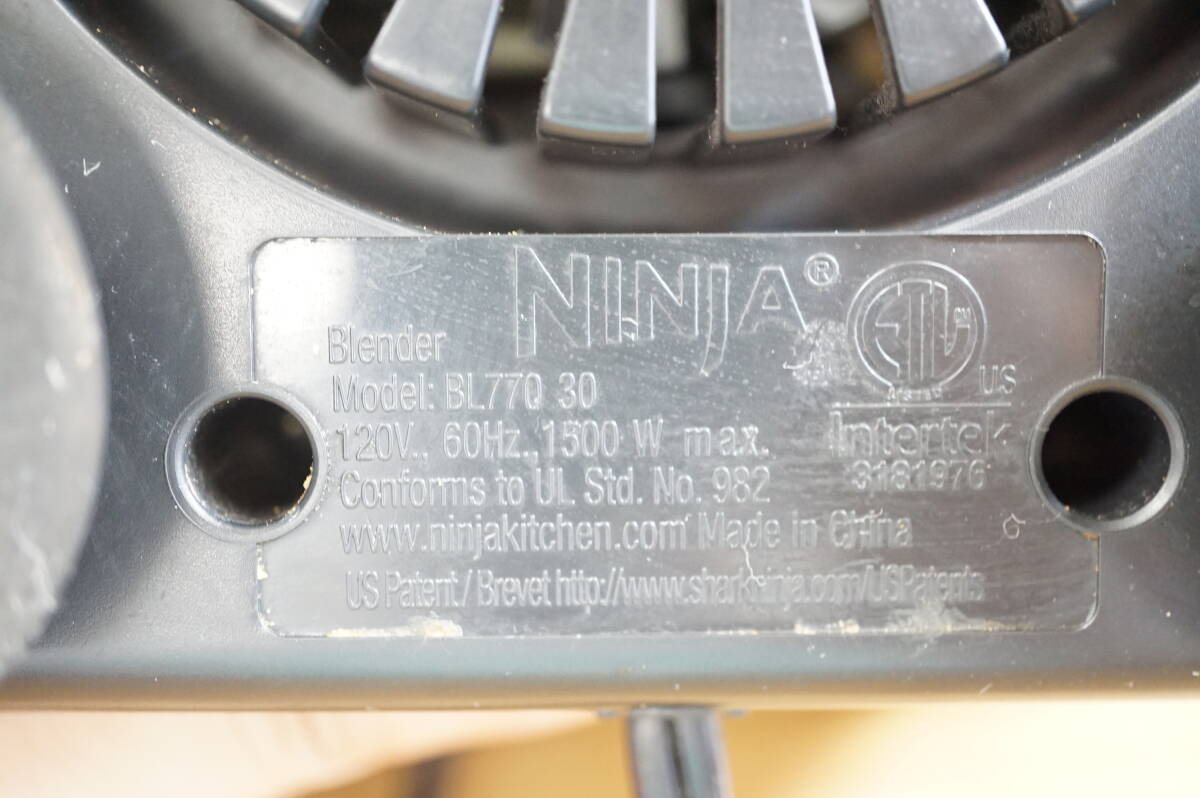 NINJA®
ETL
Blender
US
Model: BL770 30
Intertek
120V., 60Hz., 1500 W max.
3181976
Conforms to UL Std. No. 982
www.ninjakitchen.com Made in China
US Patent / Brevet http://www.sharkninja.com/USPatents